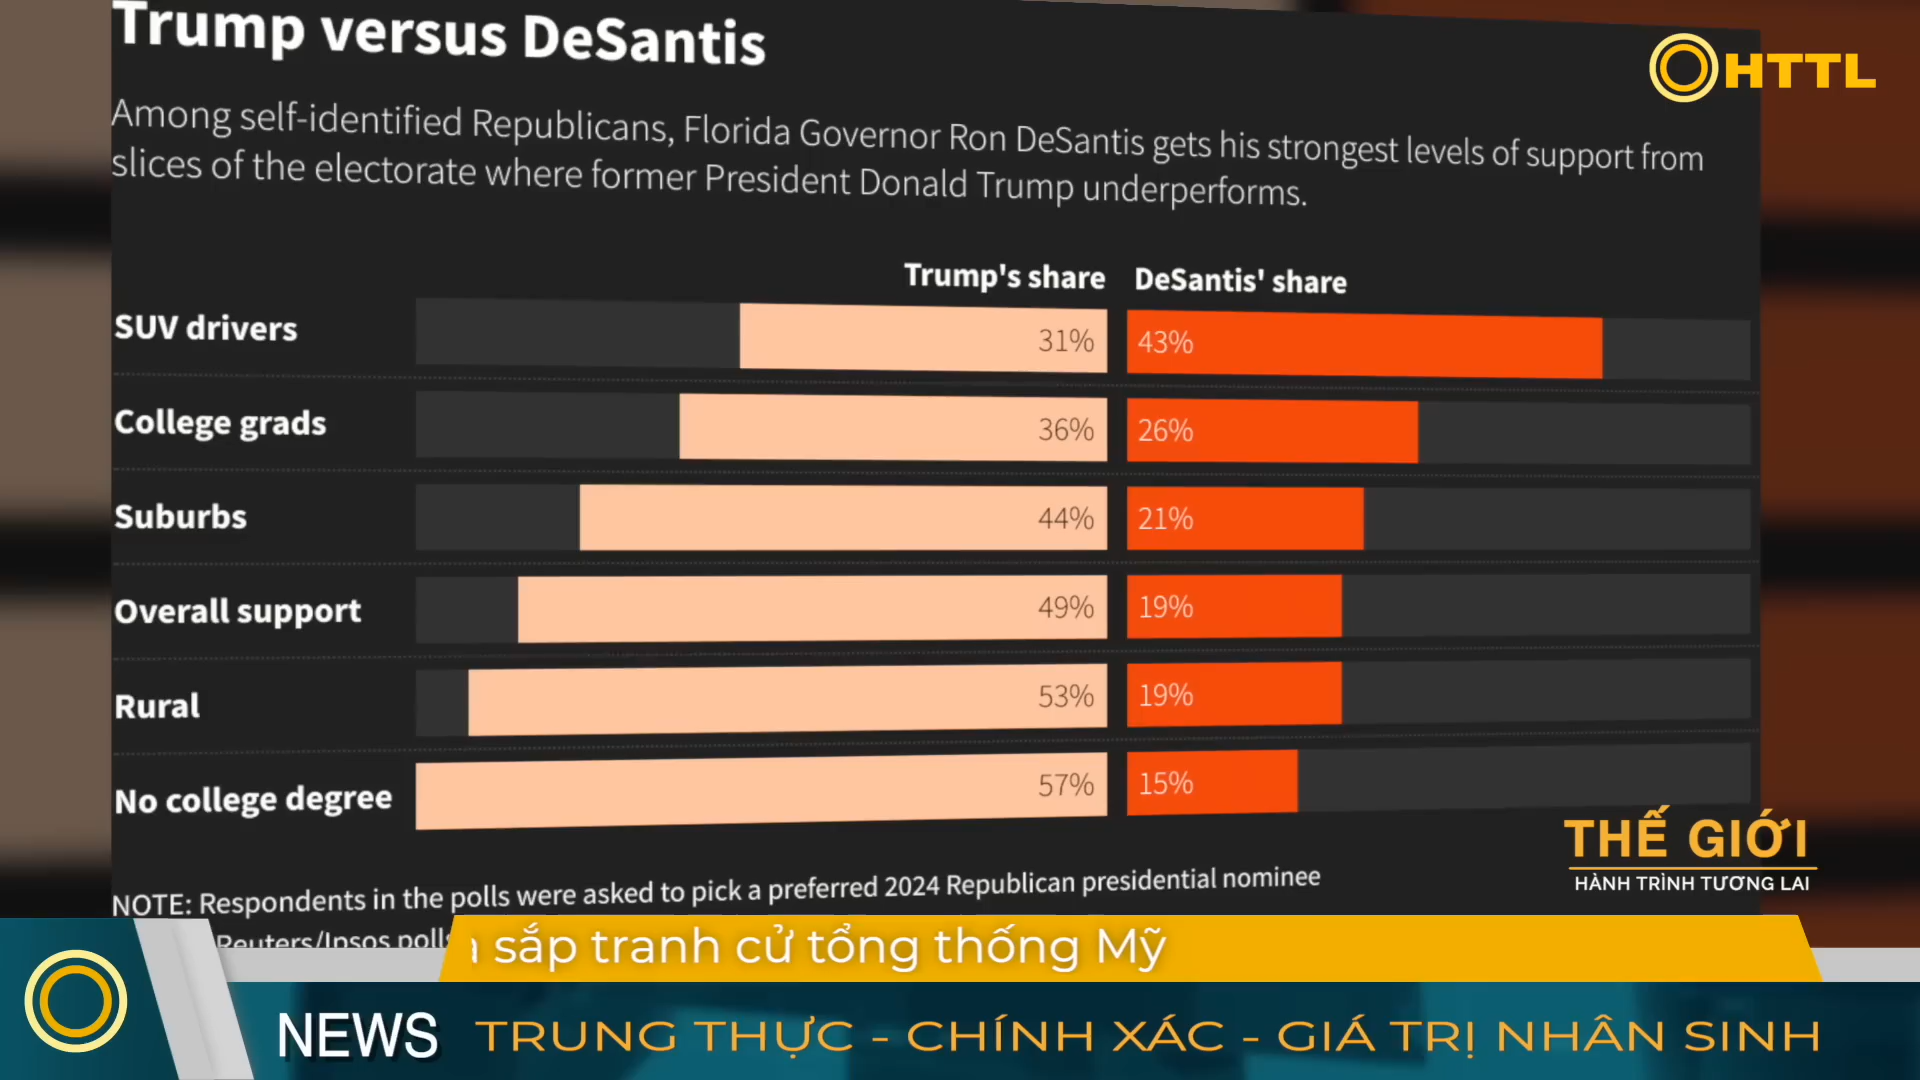 Trump versus DeSantis
HTTL
Among self-identified Republicans, Florida Governor Ron DeSantis gets his strongest levels of support from
slices of the electorate where former President Donald Trump underperforms.
Trump's share DeSantis' share
SUV drivers 31% 43%
College grads 36% 26%
Suburbs 44% 21%
Overall support 49% 19%
Rural 53% 19%
No college degree 57% 15%
THẾ GIỚI
HÀNH TRÌNH TƯƠNG LAI
NOTE: Respondents in the polls were asked to pick a preferred 2024 Republican presidential nominee
Reuters/Ipsos polls
sắp tranh cử tổng thống Mỹ
NEWS TRUNG THỰC - CHÍNH XÁC - GIÁ TRỊ NHÂN SINH